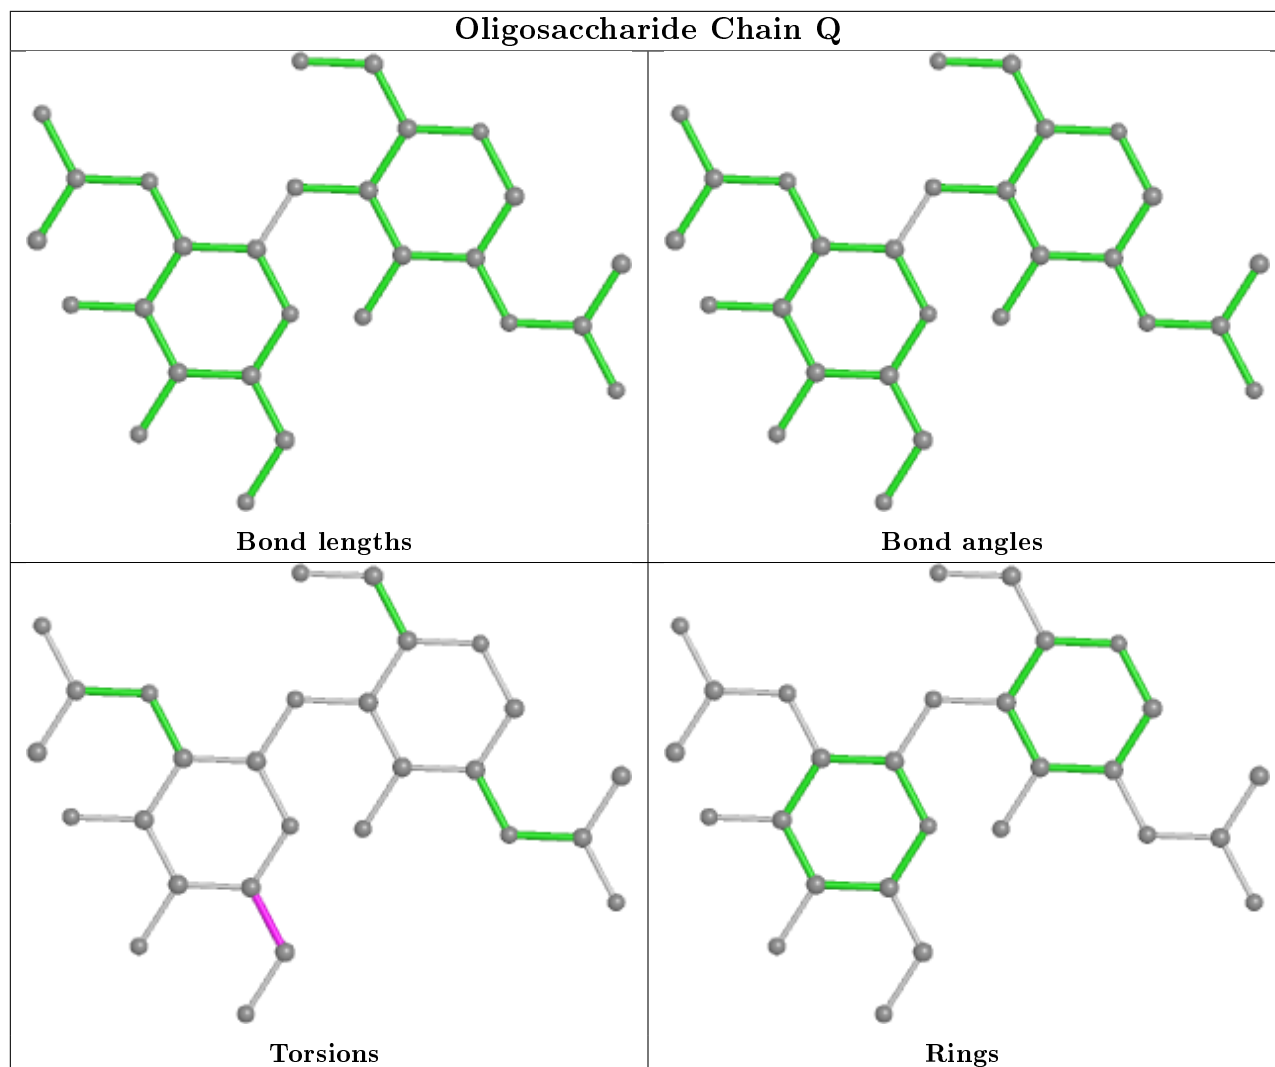 Oligosaccharide Chain Q
Bond lengths
Bond angles
Torsions
Rings